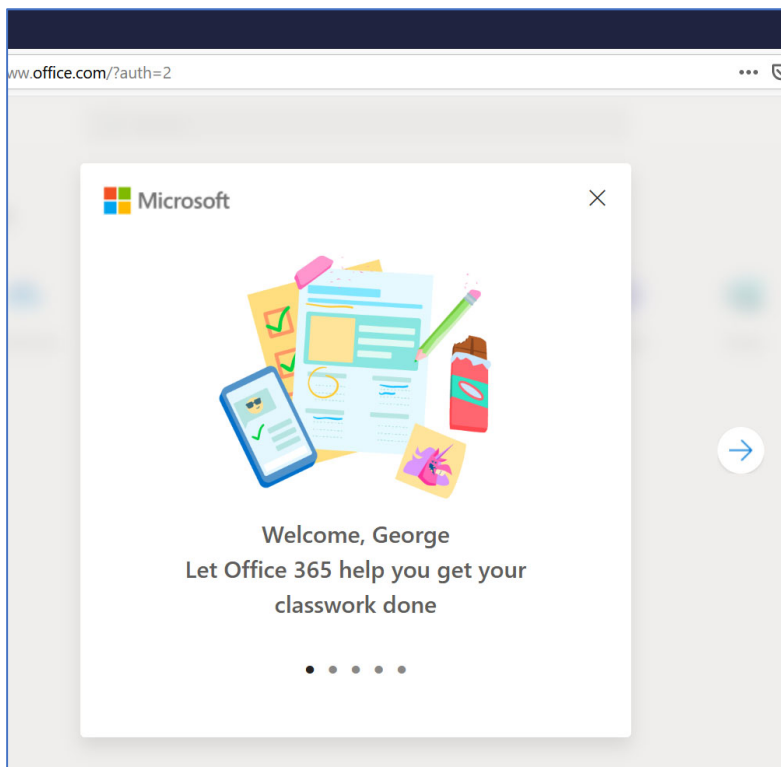 ww.office.com/?auth=2
Microsoft
Welcome, George
Let Office 365 help you get your
classwork done